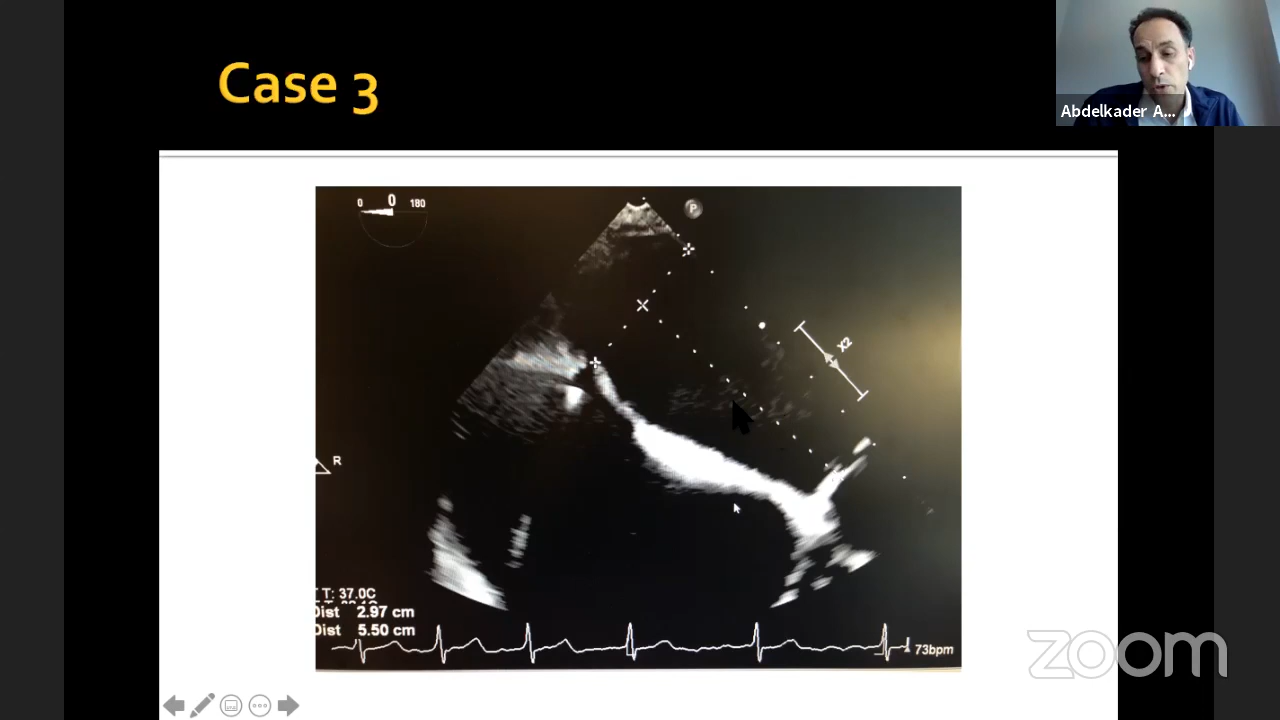 Case 3
Abdelkader A...
0 0 180
P
X2
R
T: 37.0C
Dist 2.97 cm
Dist 5.50 cm
73bpm
zoom